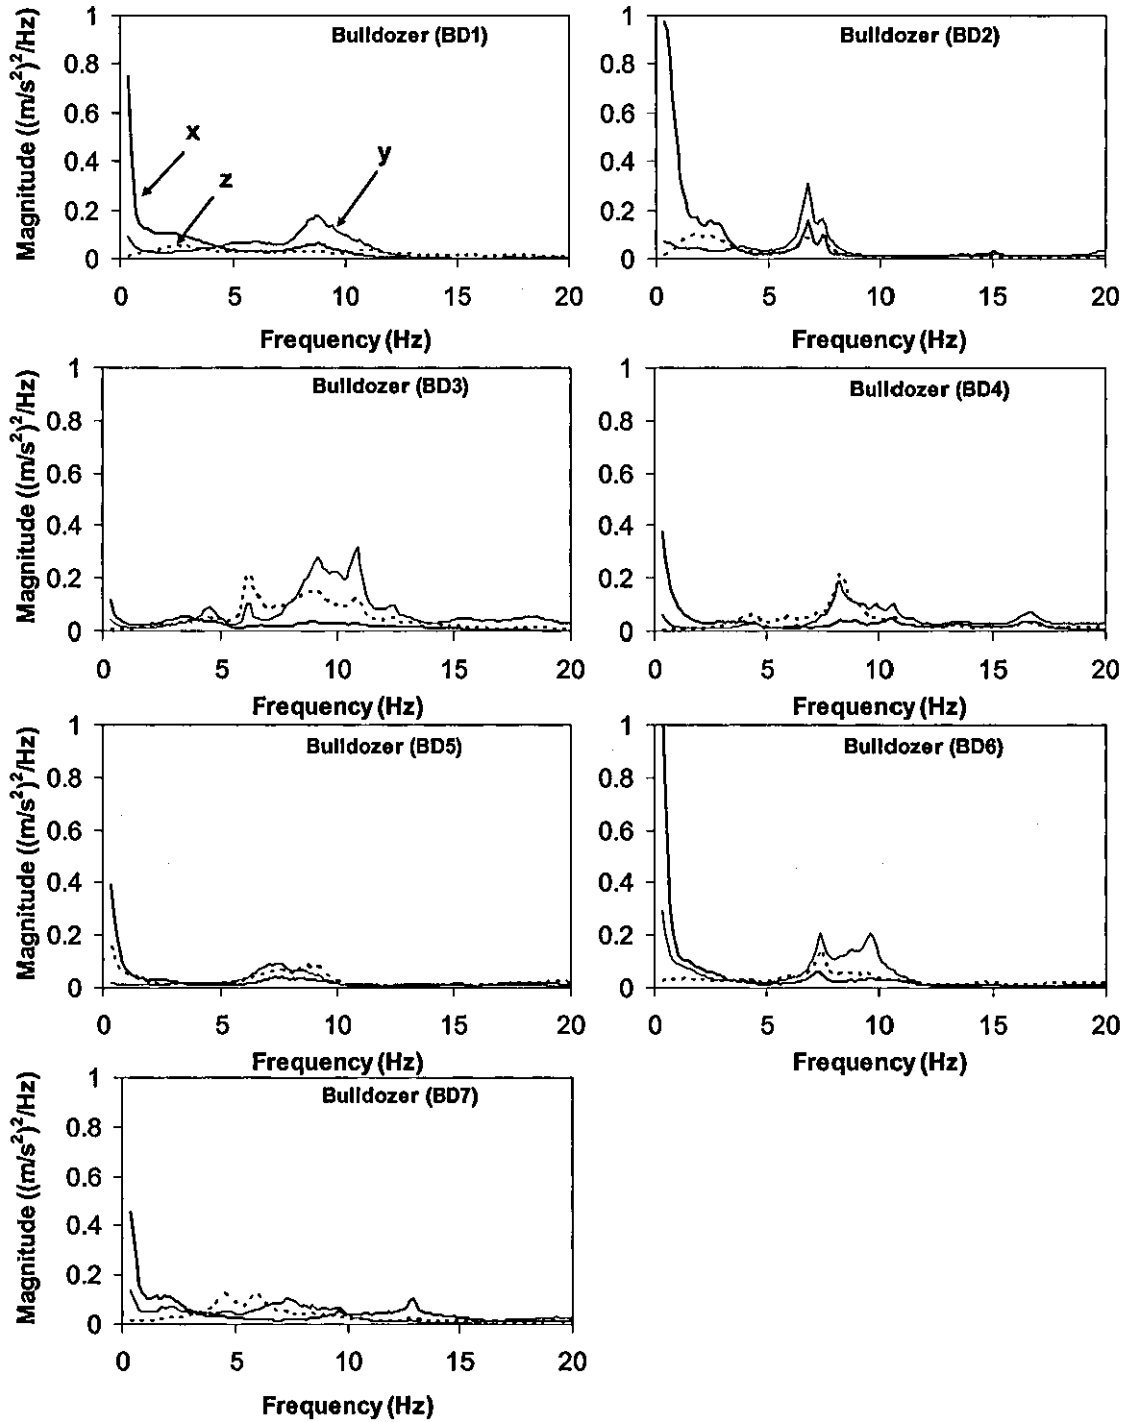 Bulldozer (BD1)
Magnitude ((m/s²)²/Hz)
1
0.8
0.6
0.4
0.2
0
x
z
y
0 5 10 15 20
Frequency (Hz)
Bulldozer (BD2)
1
0.8
0.6
0.4
0.2
0
0 5 10 15 20
Frequency (Hz)
Bulldozer (BD3)
Magnitude ((m/s²)²/Hz)
1
0.8
0.6
0.4
0.2
0
0 5 10 15 20
Frequency (Hz)
Bulldozer (BD4)
1
0.8
0.6
0.4
0.2
0
0 5 10 15 20
Frequency (Hz)
Bulldozer (BD5)
Magnitude ((m/s²)²/Hz)
1
0.8
0.6
0.4
0.2
0
0 5 10 15 20
Frequency (Hz)
Bulldozer (BD6)
1
0.8
0.6
0.4
0.2
0
0 5 10 15 20
Frequency (Hz)
Bulldozer (BD7)
Magnitude ((m/s²)²/Hz)
1
0.8
0.6
0.4
0.2
0
0 5 10 15 20
Frequency (Hz)